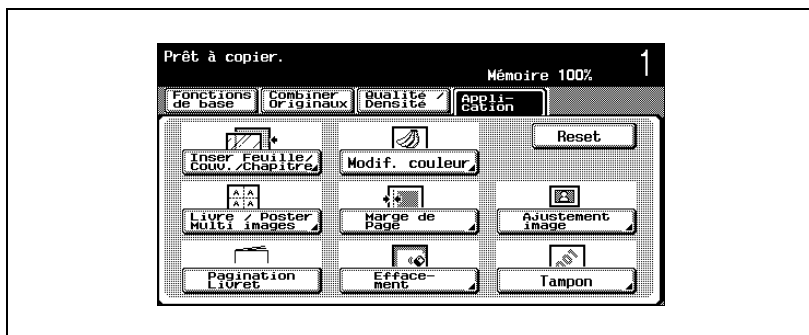 Prêt à copier.
1
Mémoire 100%
Fonctions
de base
Combiner
Originaux
Qualité /
Densité
Appli-
cation
Inser Feuille/
Couv./Chapitre
Modif. couleur
Reset
Livre / Poster
Multi images
Marge de
Page
Ajustement
image
Pagination
Livret
Efface-
ment
Tampon